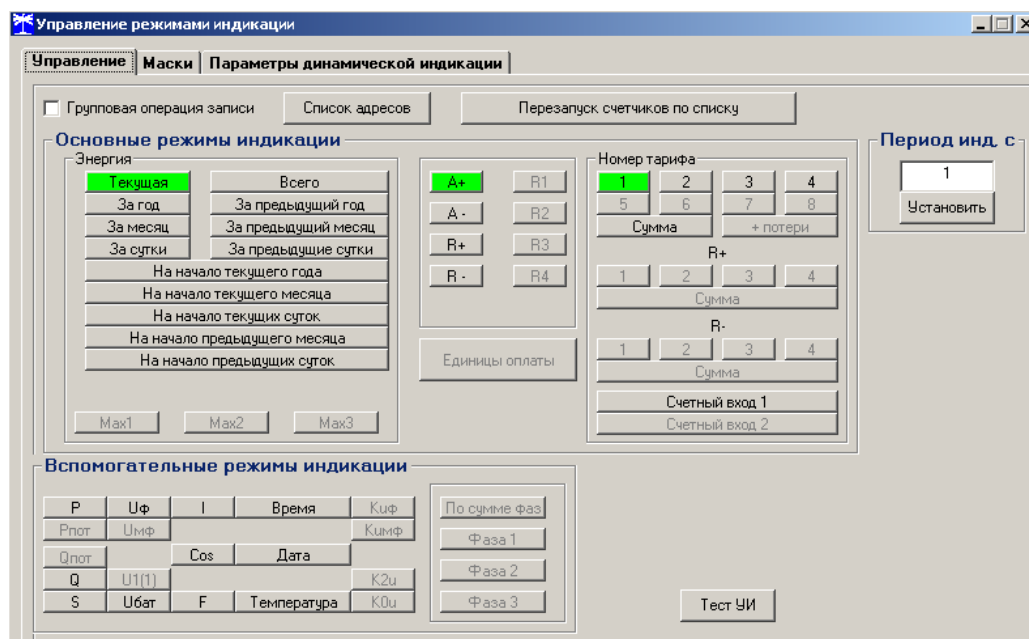 Управление режимами индикации
Управление Маски Параметры динамической индикации
Групповая операция записи Список адресов Перезапуск счетчиков по списку
Основные режимы индикации
Энергия
Текущая Всего
За год За предыдущий год
За месяц За предыдущий месяц
За сутки За предыдущие сутки
На начало текущего года
На начало текущего месяца
На начало текущих суток
На начало предыдущего месяца
На начало предыдущих суток
Max1 Max2 Max3
A+ R1
A - R2
R+ R3
R - R4
Единицы оплаты
Номер тарифа
1 2 3 4
5 6 7 8
Сумма + потери
R+
1 2 3 4
Сумма
R-
1 2 3 4
Сумма
Счетный вход 1
Счетный вход 2
Период инд, с
1
Установить
Вспомогательные режимы индикации
P Uф I Время Kuф
Pпот Uмф Kuмф
Qпот Cos Дата
Q U1(1) K2u
S Uбат F Температура K0u
По сумме фаз
Фаза 1
Фаза 2
Фаза 3
Тест УИ